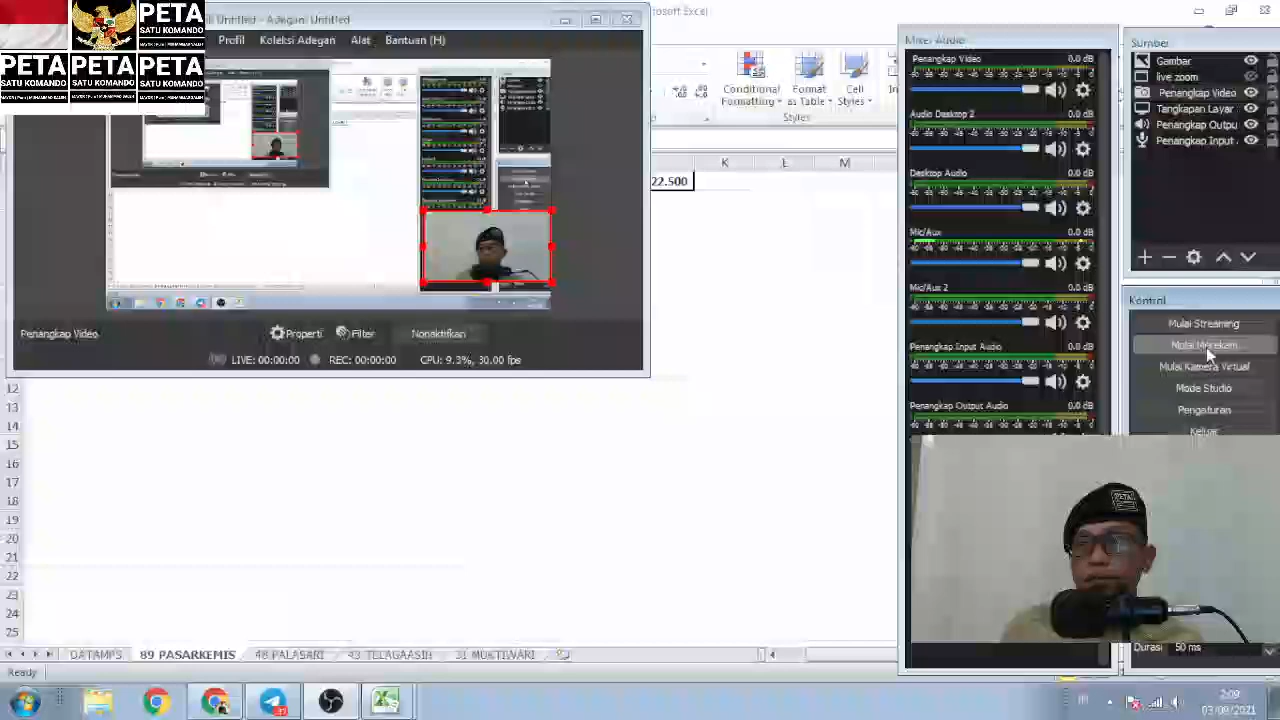 PETA
SATU KOMANDO
PETA
SATU KOMANDO
PETA
SATU KOMANDO
PETA
SATU KOMANDO
Untitled - Adegan: Untitled
Profil
Koleksi Adegan
Alat
Bantuan (H)
Penangkap Video
Properti
Filter
Nonaktifkan
LIVE: 00:00:00
REC: 00:00:00
CPU: 9.3%, 30.00 fps
osoft Excel
Conditional
Formatting
Format
as Table
Cell
Styles
Styles
K
L
M
22.500
12
13
14
15
16
17
18
19
20
21
22
23
24
25
Mixer Audio
Penangkap Video
0.0 dB
Audio Desktop 2
0.0 dB
Desktop Audio
0.0 dB
Mic/Aux
0.0 dB
Mic/Aux 2
0.0 dB
Penangkap Input Audio
0.0 dB
Penangkap Output Audio
0.0 dB
Sumber
Gambar
live zoom
Penangkap
Tangkapan Layar
Penangkap Outpu
Penangkap Input
Kontrol
Mulai Streaming
Mulai Merekam
Mulai Kamera Virtual
Mode Studio
Pengaturan
Keluar
PETA
Durasi
50 ms
DATAMPS
89 PASARKEMIS
48 PALASARI
43 TELAGAASIH
31 MUKTIWARI
Ready
2:09
03/09/2021